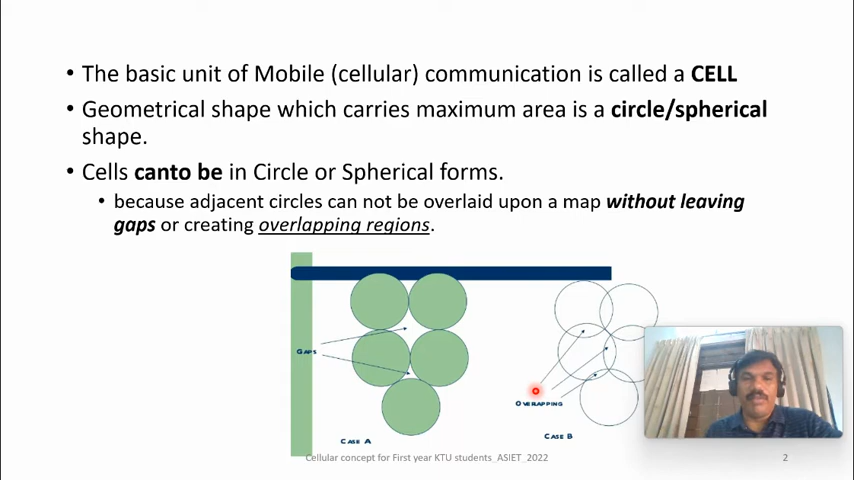 • The basic unit of Mobile (cellular) communication is called a CELL
• Geometrical shape which carries maximum area is a circle/spherical
shape.
• Cells canto be in Circle or Spherical forms.
• because adjacent circles can not be overlaid upon a map without leaving
gaps or creating overlapping regions.
GAPS
OVERLAPPING
CASE A
CASE B
Cellular concept for First year KTU students_ASIET_2022
2